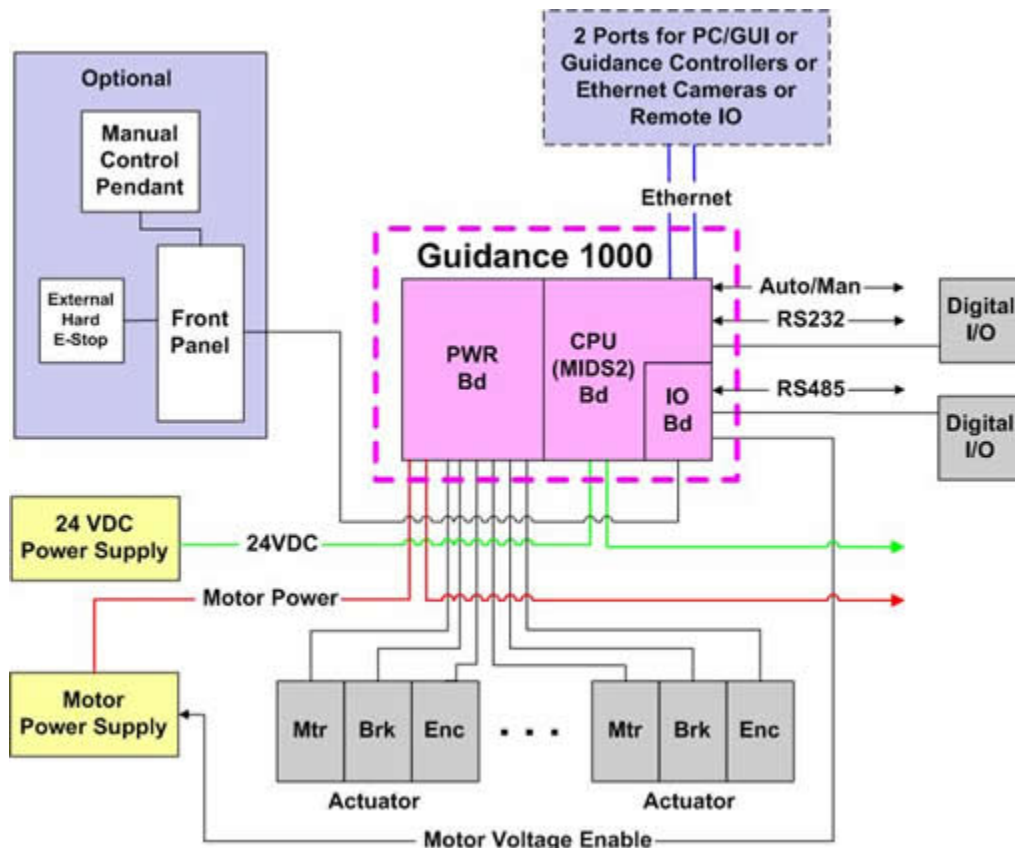 2 Ports for PC/GUI or
Guidance Controllers or
Ethernet Cameras or
Remote IO
Optional
Manual
Control
Pendant
External
Hard
E-Stop
Front
Panel
Ethernet
Guidance 1000
PWR
Bd
CPU
(MIDS2)
Bd
IO
Bd
Auto/Man
RS232
RS485
Digital
I/O
Digital
I/O
24 VDC
Power Supply
24VDC
Motor Power
Motor
Power Supply
Mtr
Brk
Enc
. . .
Mtr
Brk
Enc
Actuator
Actuator
Motor Voltage Enable